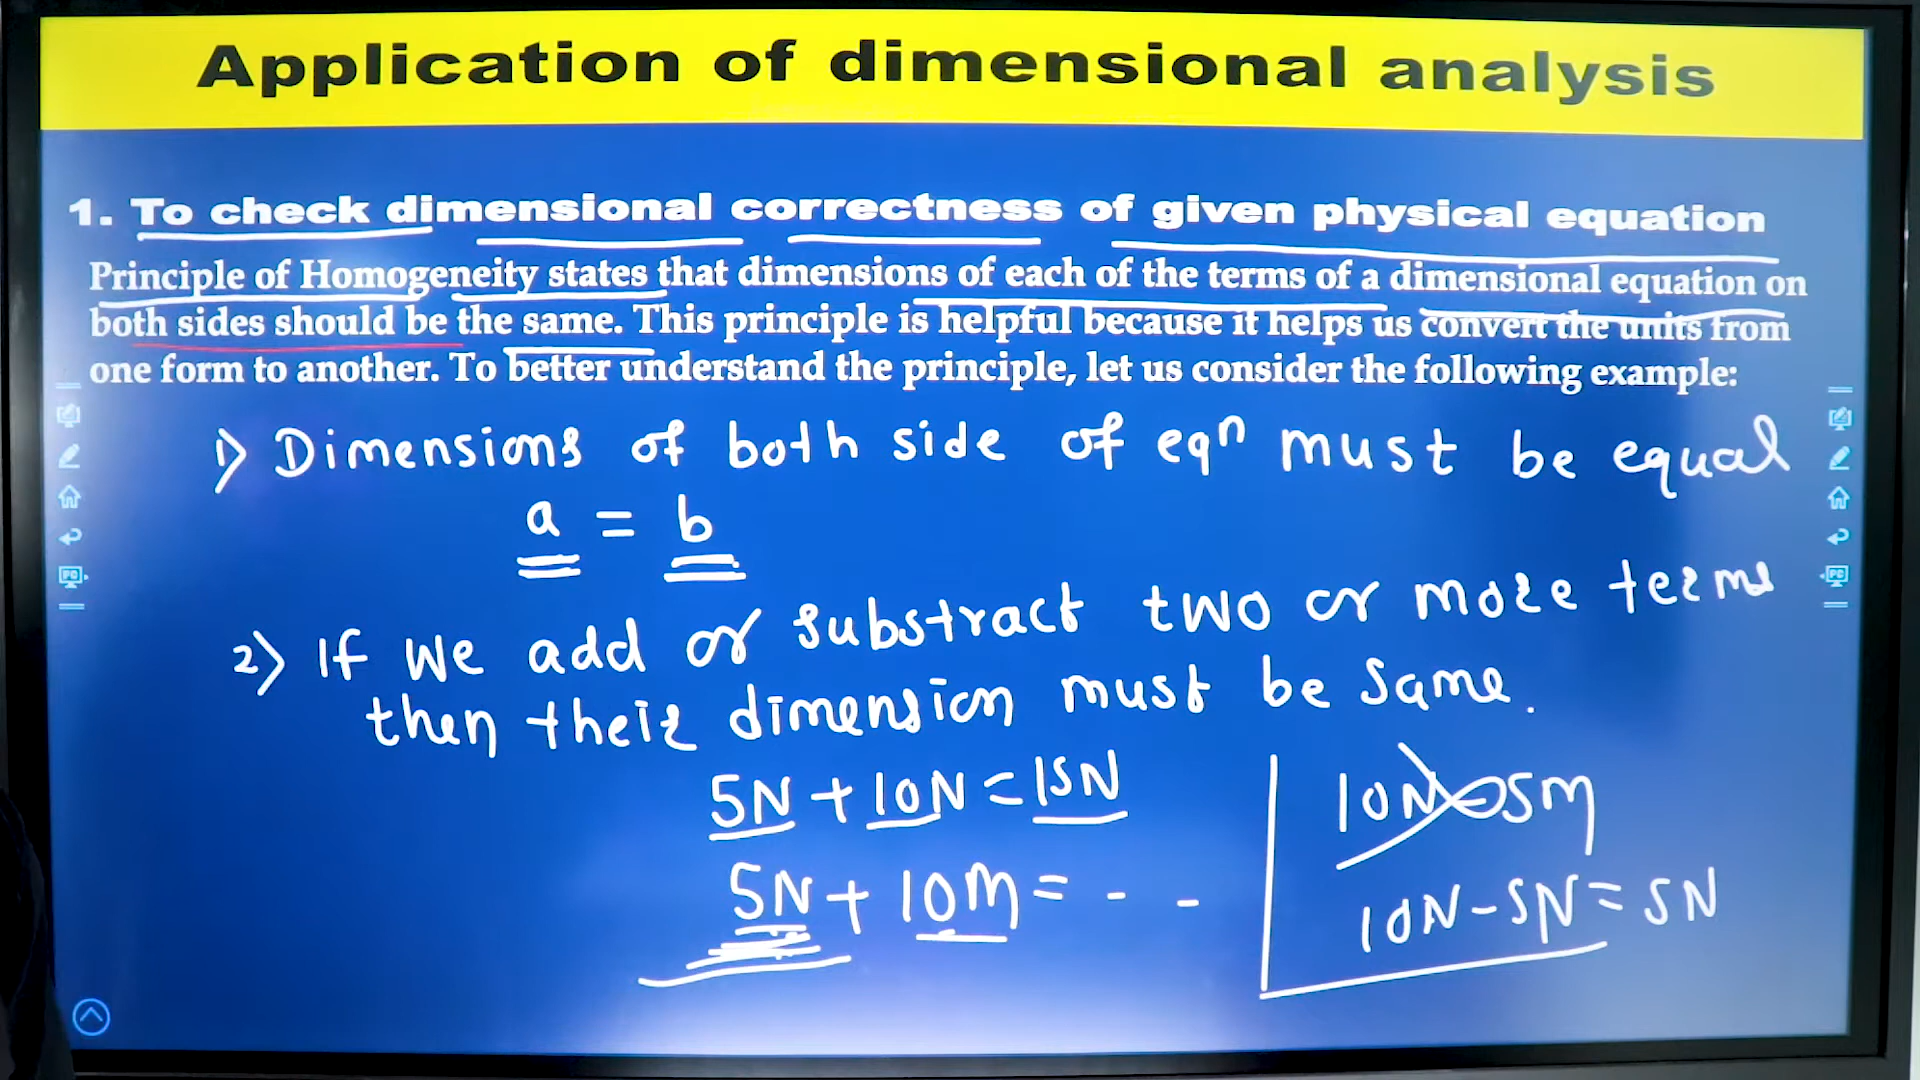 Application of dimensional analysis
1. To check dimensional correctness of given physical equation
Principle of Homogeneity states that dimensions of each of the terms of a dimensional equation on
both sides should be the same. This principle is helpful because it helps us convert the units from
one form to another. To better understand the principle, let us consider the following example:
1) Dimensions of both side of eqn must be equal
a = b
2) If we add or substract two or more terms
then their dimension must be same.
5N + 10N = 15N
5N + 10m = - -
10N - 5m
10N - 5N = 5N
PC
PC